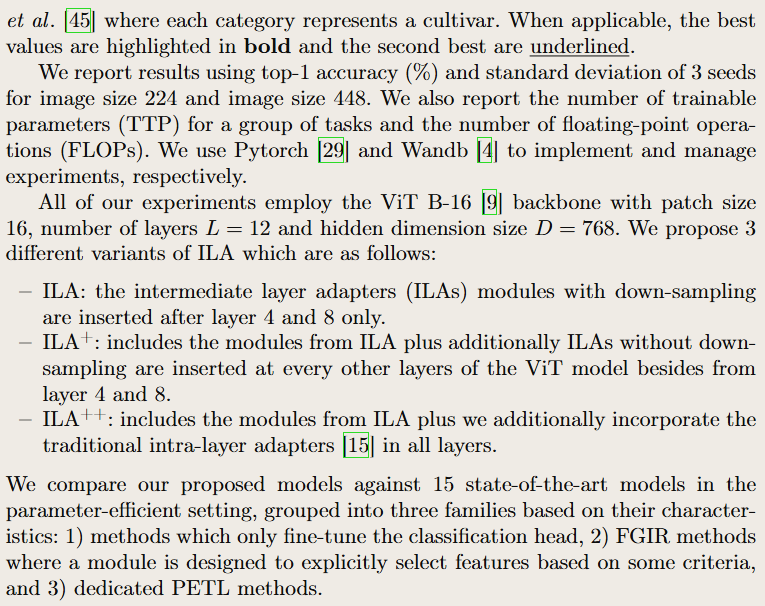 et al. [45] where each category represents a cultivar. When applicable, the best
values are highlighted in bold and the second best are underlined.
We report results using top-1 accuracy (%) and standard deviation of 3 seeds
for image size 224 and image size 448. We also report the number of trainable
parameters (TTP) for a group of tasks and the number of floating-point opera-
tions (FLOPs). We use Pytorch [29] and Wandb [4] to implement and manage
experiments, respectively.
All of our experiments employ the ViT B-16 [9] backbone with patch size
16, number of layers L = 12 and hidden dimension size D = 768. We propose 3
different variants of ILA which are as follows:
– ILA: the intermediate layer adapters (ILAs) modules with down-sampling
are inserted after layer 4 and 8 only.
– ILA⁺: includes the modules from ILA plus additionally ILAs without down-
sampling are inserted at every other layers of the ViT model besides from
layer 4 and 8.
– ILA⁺⁺: includes the modules from ILA plus we additionally incorporate the
traditional intra-layer adapters [15] in all layers.
We compare our proposed models against 15 state-of-the-art models in the
parameter-efficient setting, grouped into three families based on their character-
istics: 1) methods which only fine-tune the classification head, 2) FGIR methods
where a module is designed to explicitly select features based on some criteria,
and 3) dedicated PETL methods.